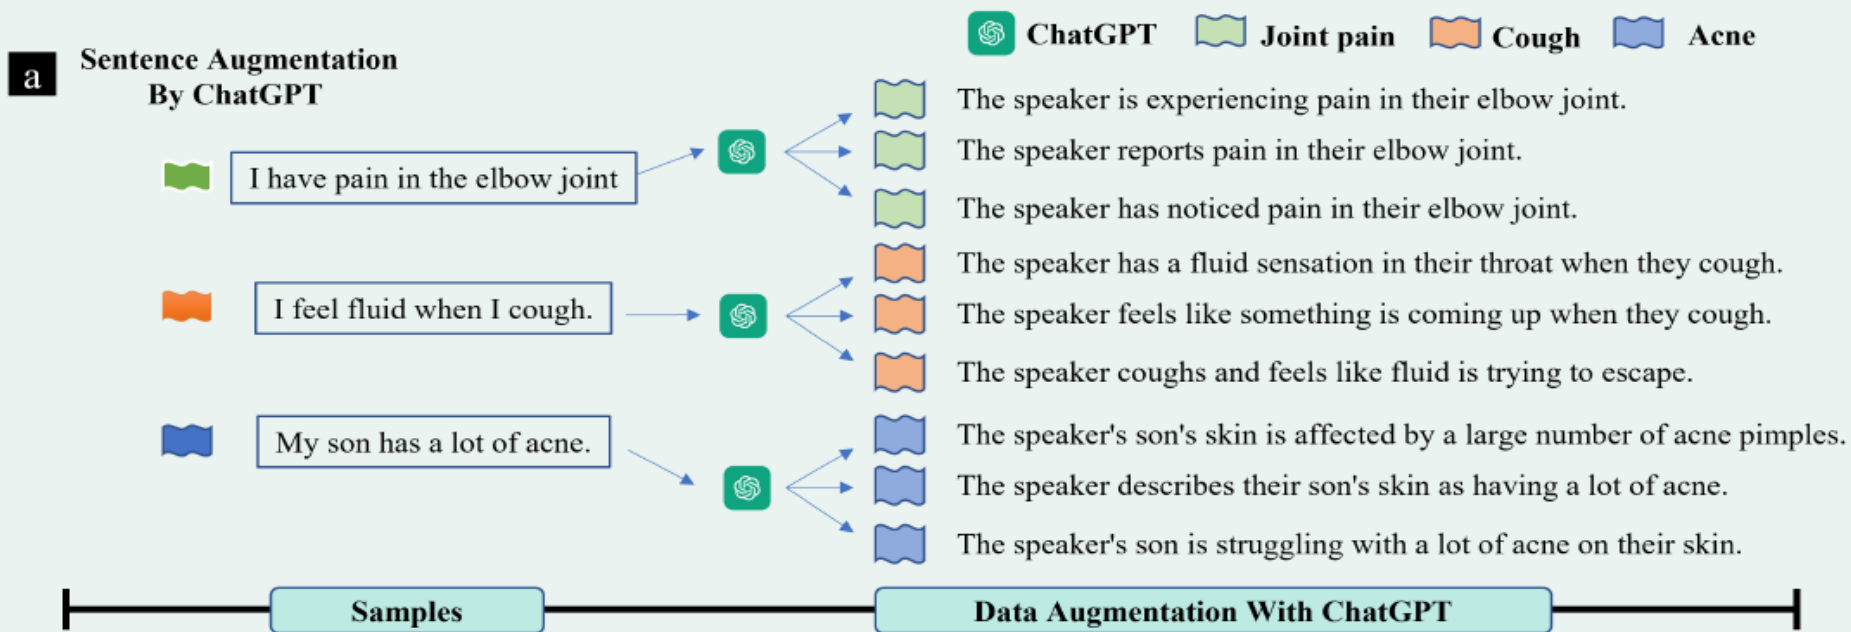 ChatGPT
Joint pain
Cough
Acne
a
Sentence Augmentation
By ChatGPT
I have pain in the elbow joint
The speaker is experiencing pain in their elbow joint.
The speaker reports pain in their elbow joint.
The speaker has noticed pain in their elbow joint.
I feel fluid when I cough.
The speaker has a fluid sensation in their throat when they cough.
The speaker feels like something is coming up when they cough.
The speaker coughs and feels like fluid is trying to escape.
My son has a lot of acne.
The speaker's son's skin is affected by a large number of acne pimples.
The speaker describes their son's skin as having a lot of acne.
The speaker's son is struggling with a lot of acne on their skin.
Samples
Data Augmentation With ChatGPT